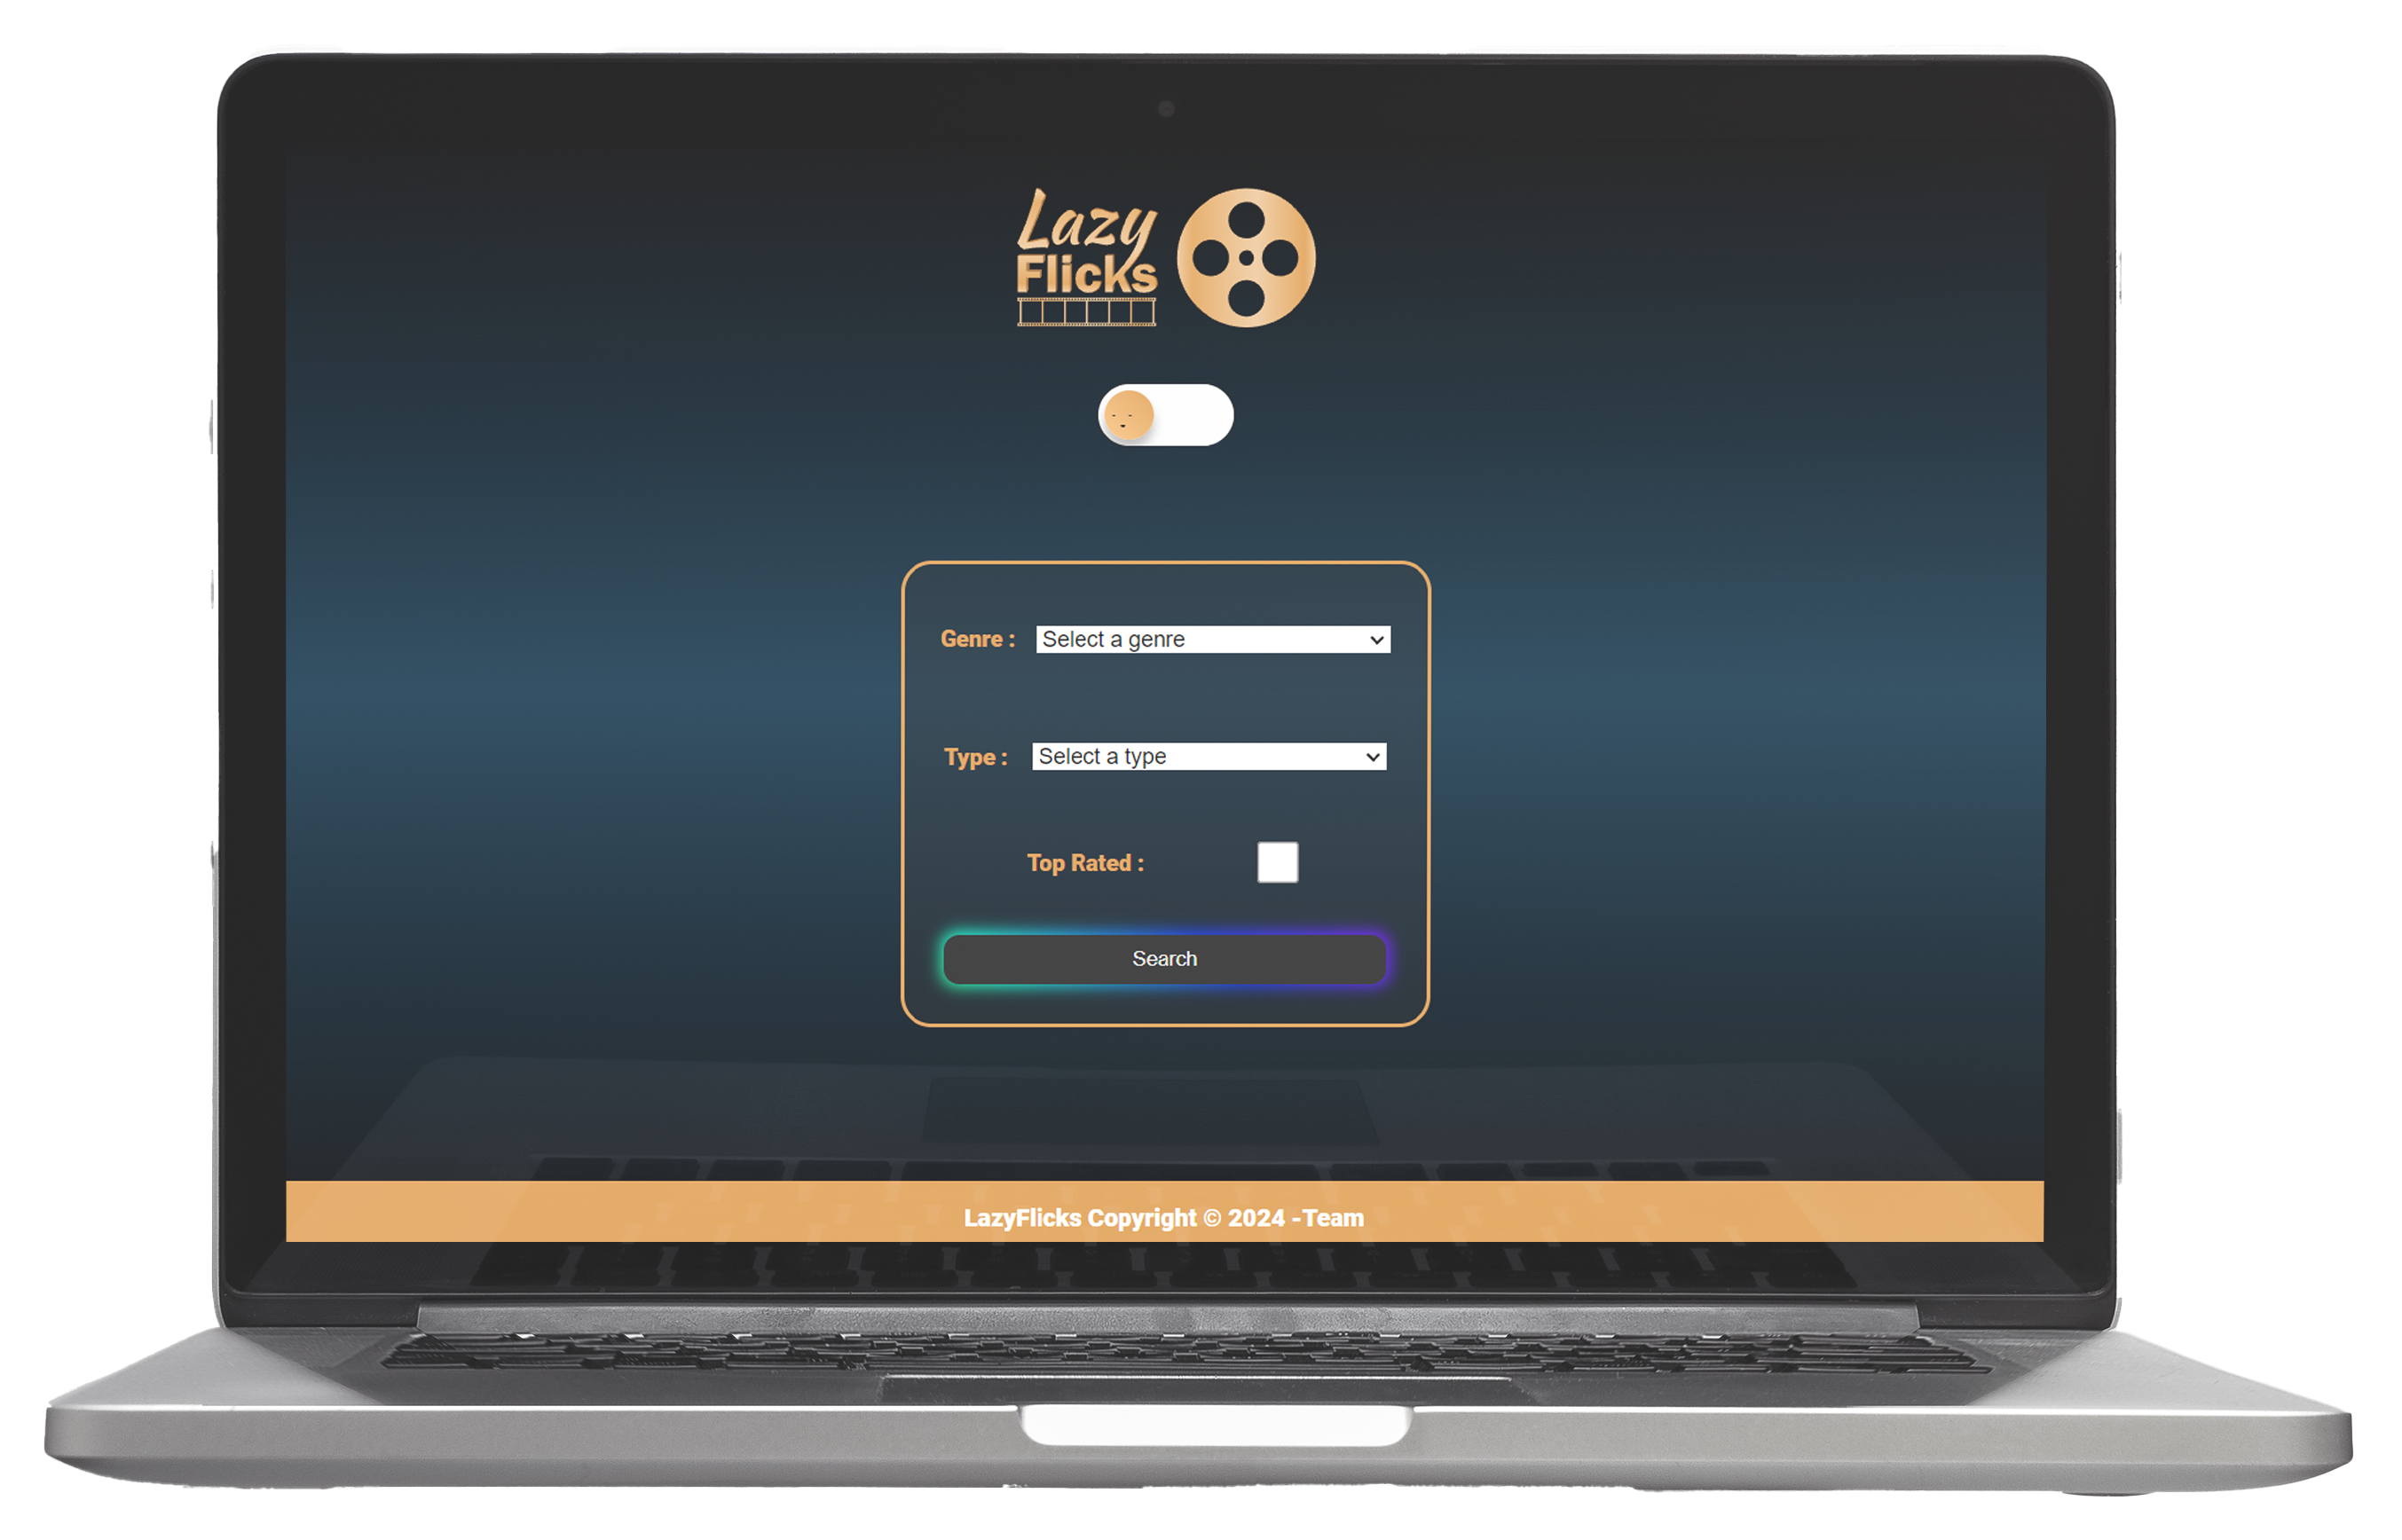 Lazy
Flicks
Genre : Select a genre
Type : Select a type
Top Rated :
Search
LazyFlicks Copyright © 2024 -Team